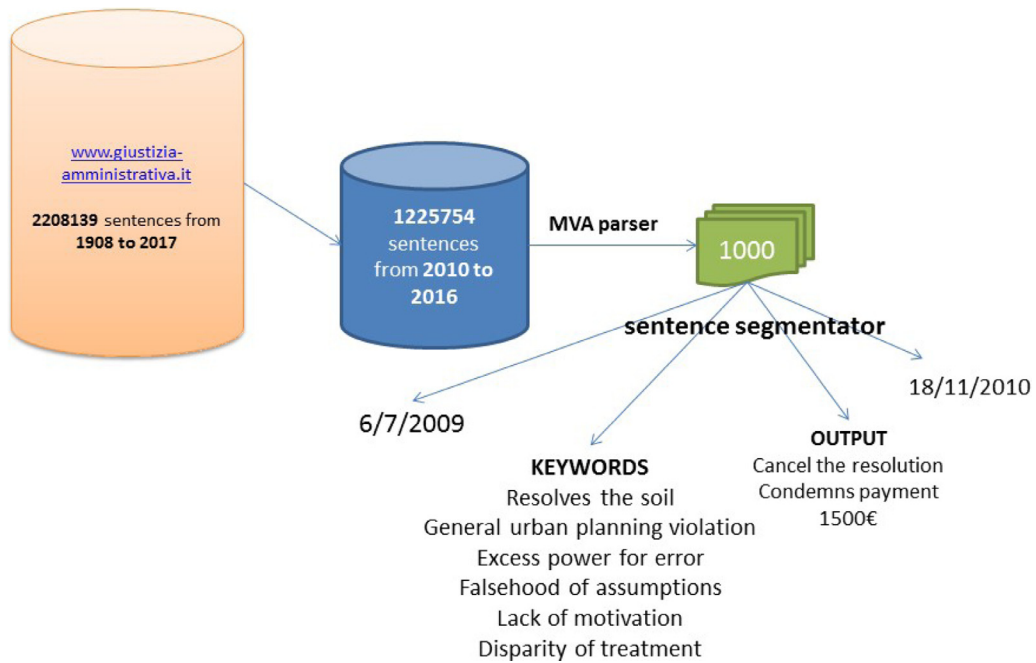 www.giustizia-
amministrativa.it
2208139 sentences from
1908 to 2017
1225754
sentences
from 2010 to
2016
MVA parser
1000
sentence segmentator
6/7/2009
KEYWORDS
Resolves the soil
General urban planning violation
Excess power for error
Falsehood of assumptions
Lack of motivation
Disparity of treatment
OUTPUT
Cancel the resolution
Condemns payment
1500€
18/11/2010